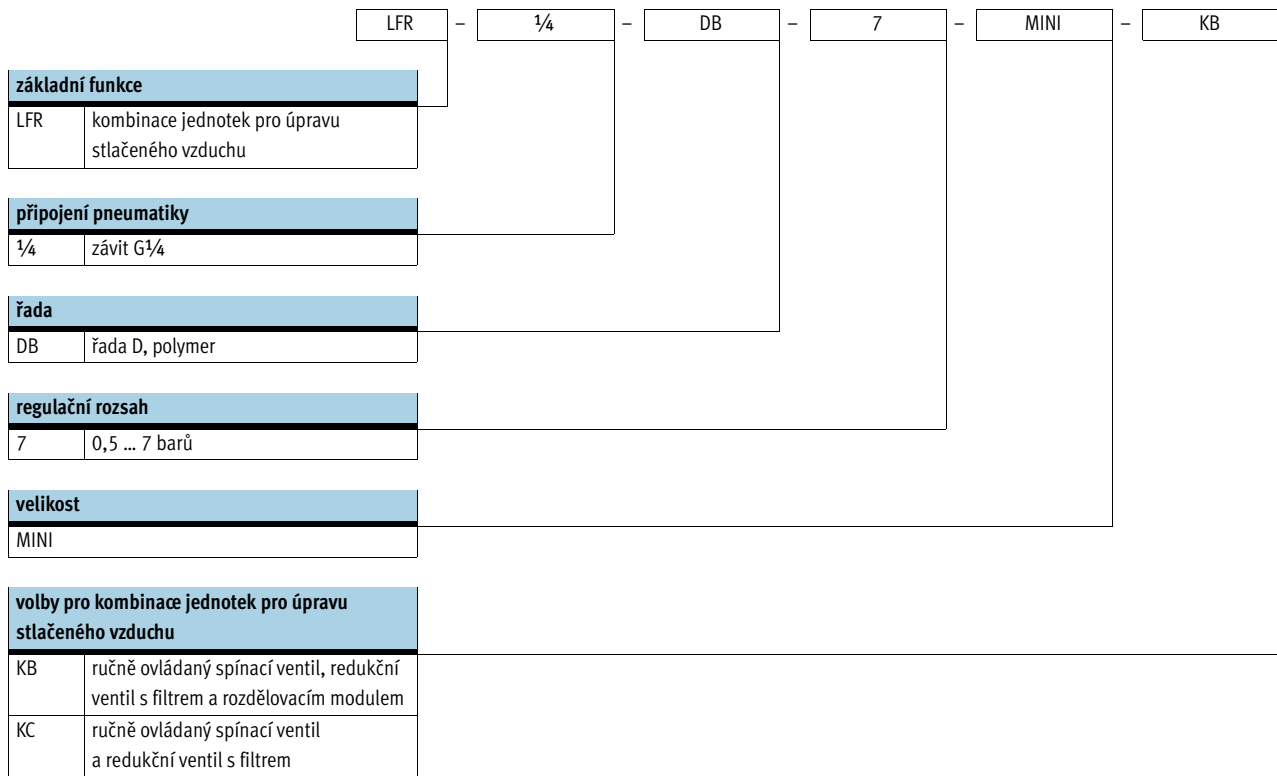 LFR – ¼ – DB – 7 – MINI – KB
základní funkce
LFR kombinace jednotek pro úpravu
stlačeného vzduchu
připojení pneumatiky
¼ závit G¼
řada
DB řada D, polymer
regulační rozsah
7 0,5 ... 7 barů
velikost
MINI
volby pro kombinace jednotek pro úpravu
stlačeného vzduchu
KB ručně ovládaný spínací ventil, redukční
ventil s filtrem a rozdělovacím modulem
KC ručně ovládaný spínací ventil
a redukční ventil s filtrem